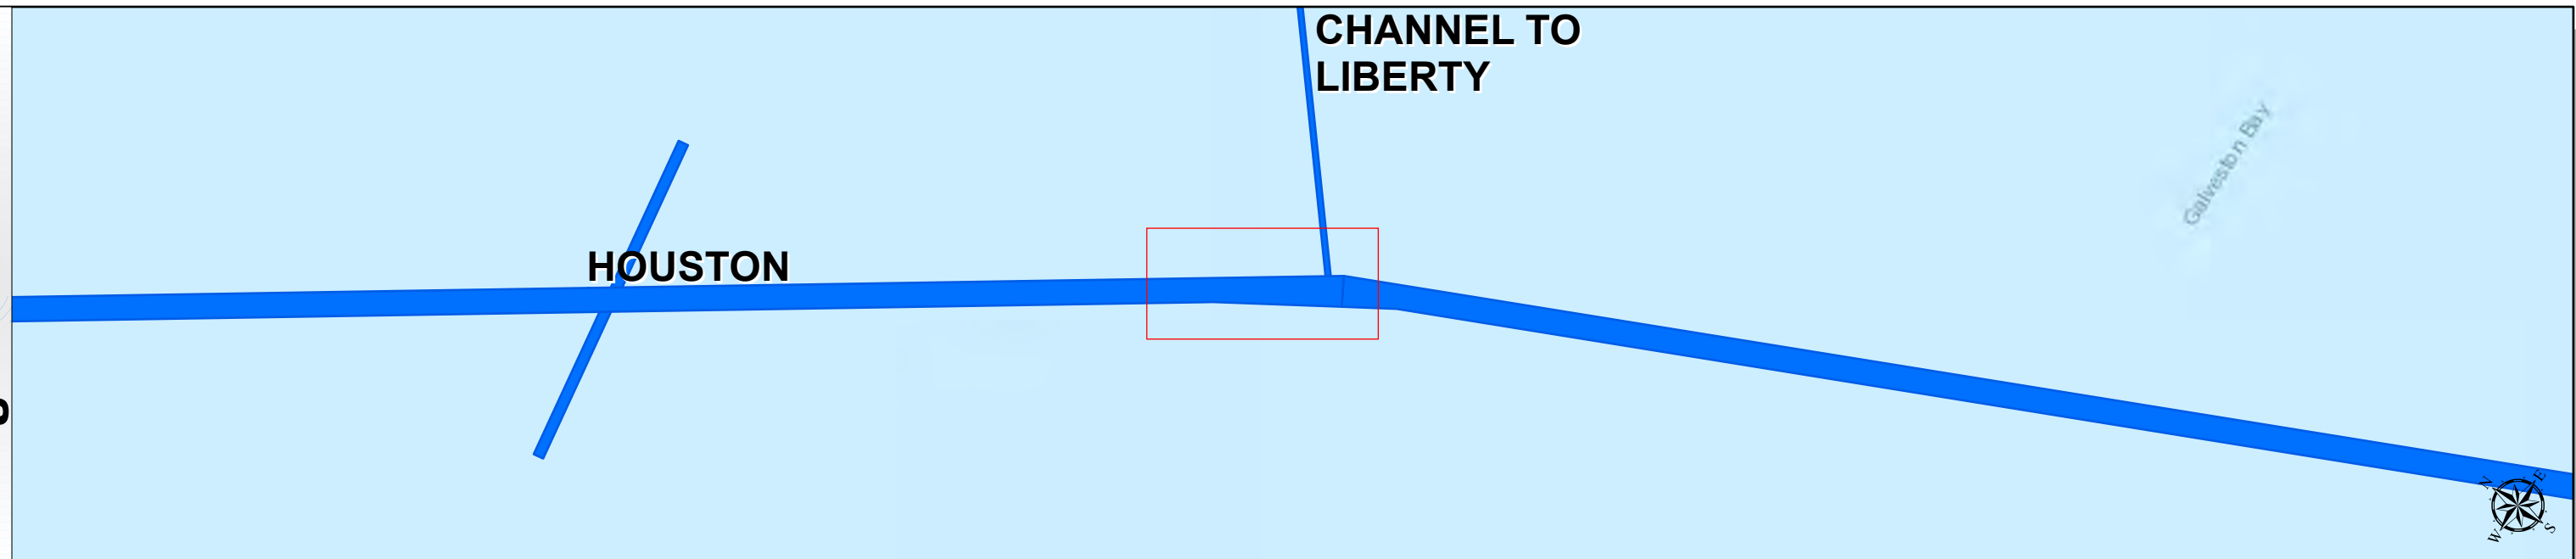 CHANNEL TO
LIBERTY
Galveston Bay
HOUSTON
N
E
W
S